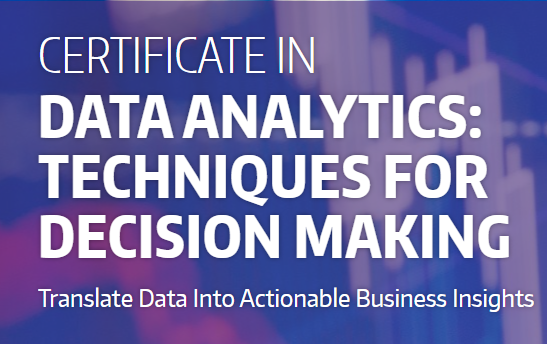 CERTIFICATE IN
DATA ANALYTICS:
TECHNIQUES FOR
DECISION MAKING
Translate Data Into Actionable Business Insights